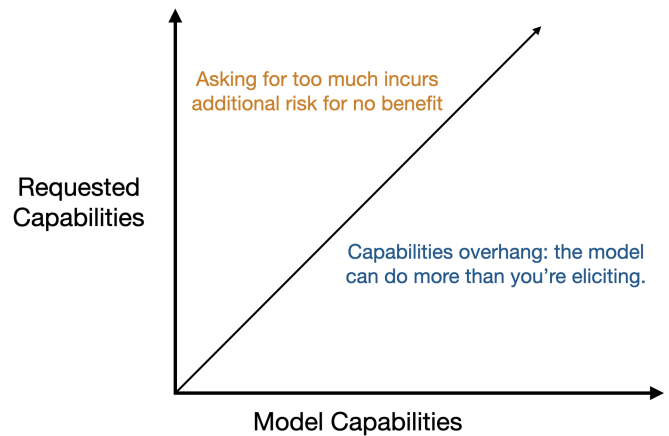 Asking for too much incurs
additional risk for no benefit
Requested
Capabilities
Capabilities overhang: the model
can do more than you’re eliciting.
Model Capabilities